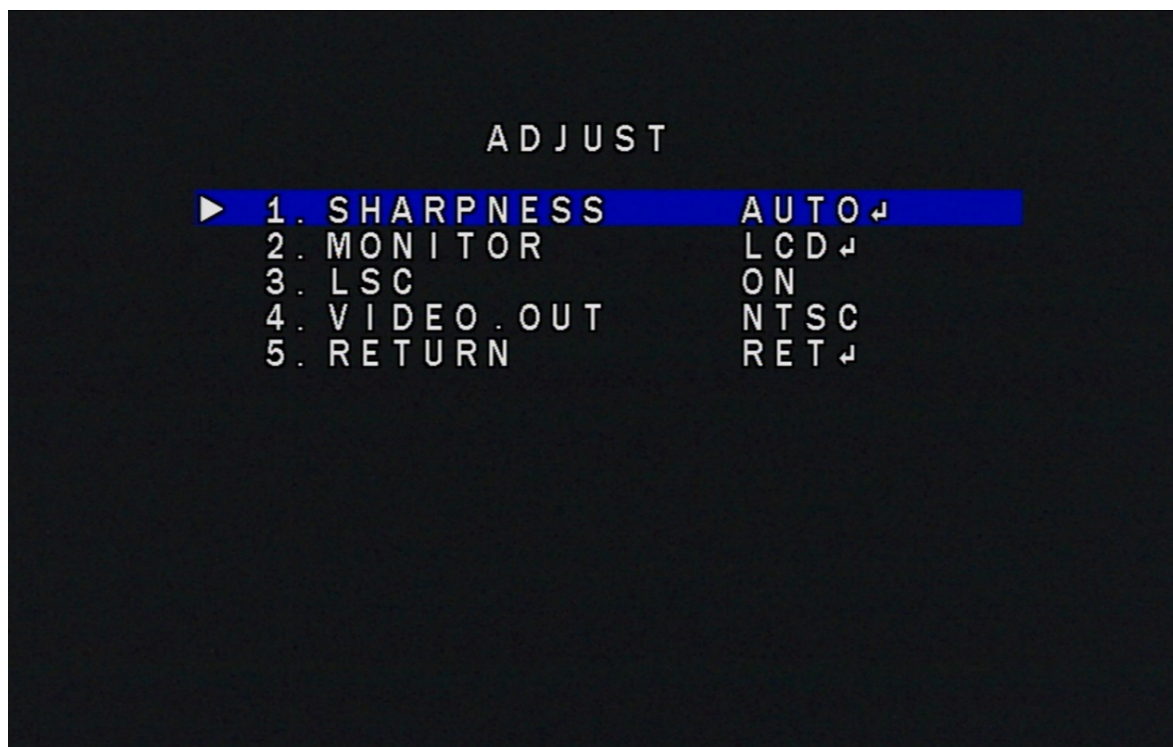 ADJUST
▶ 1. SHARPNESS AUTO↲
2. MONITOR LCD↲
3. LSC ON
4. VIDEO.OUT NTSC
5. RETURN RET↲